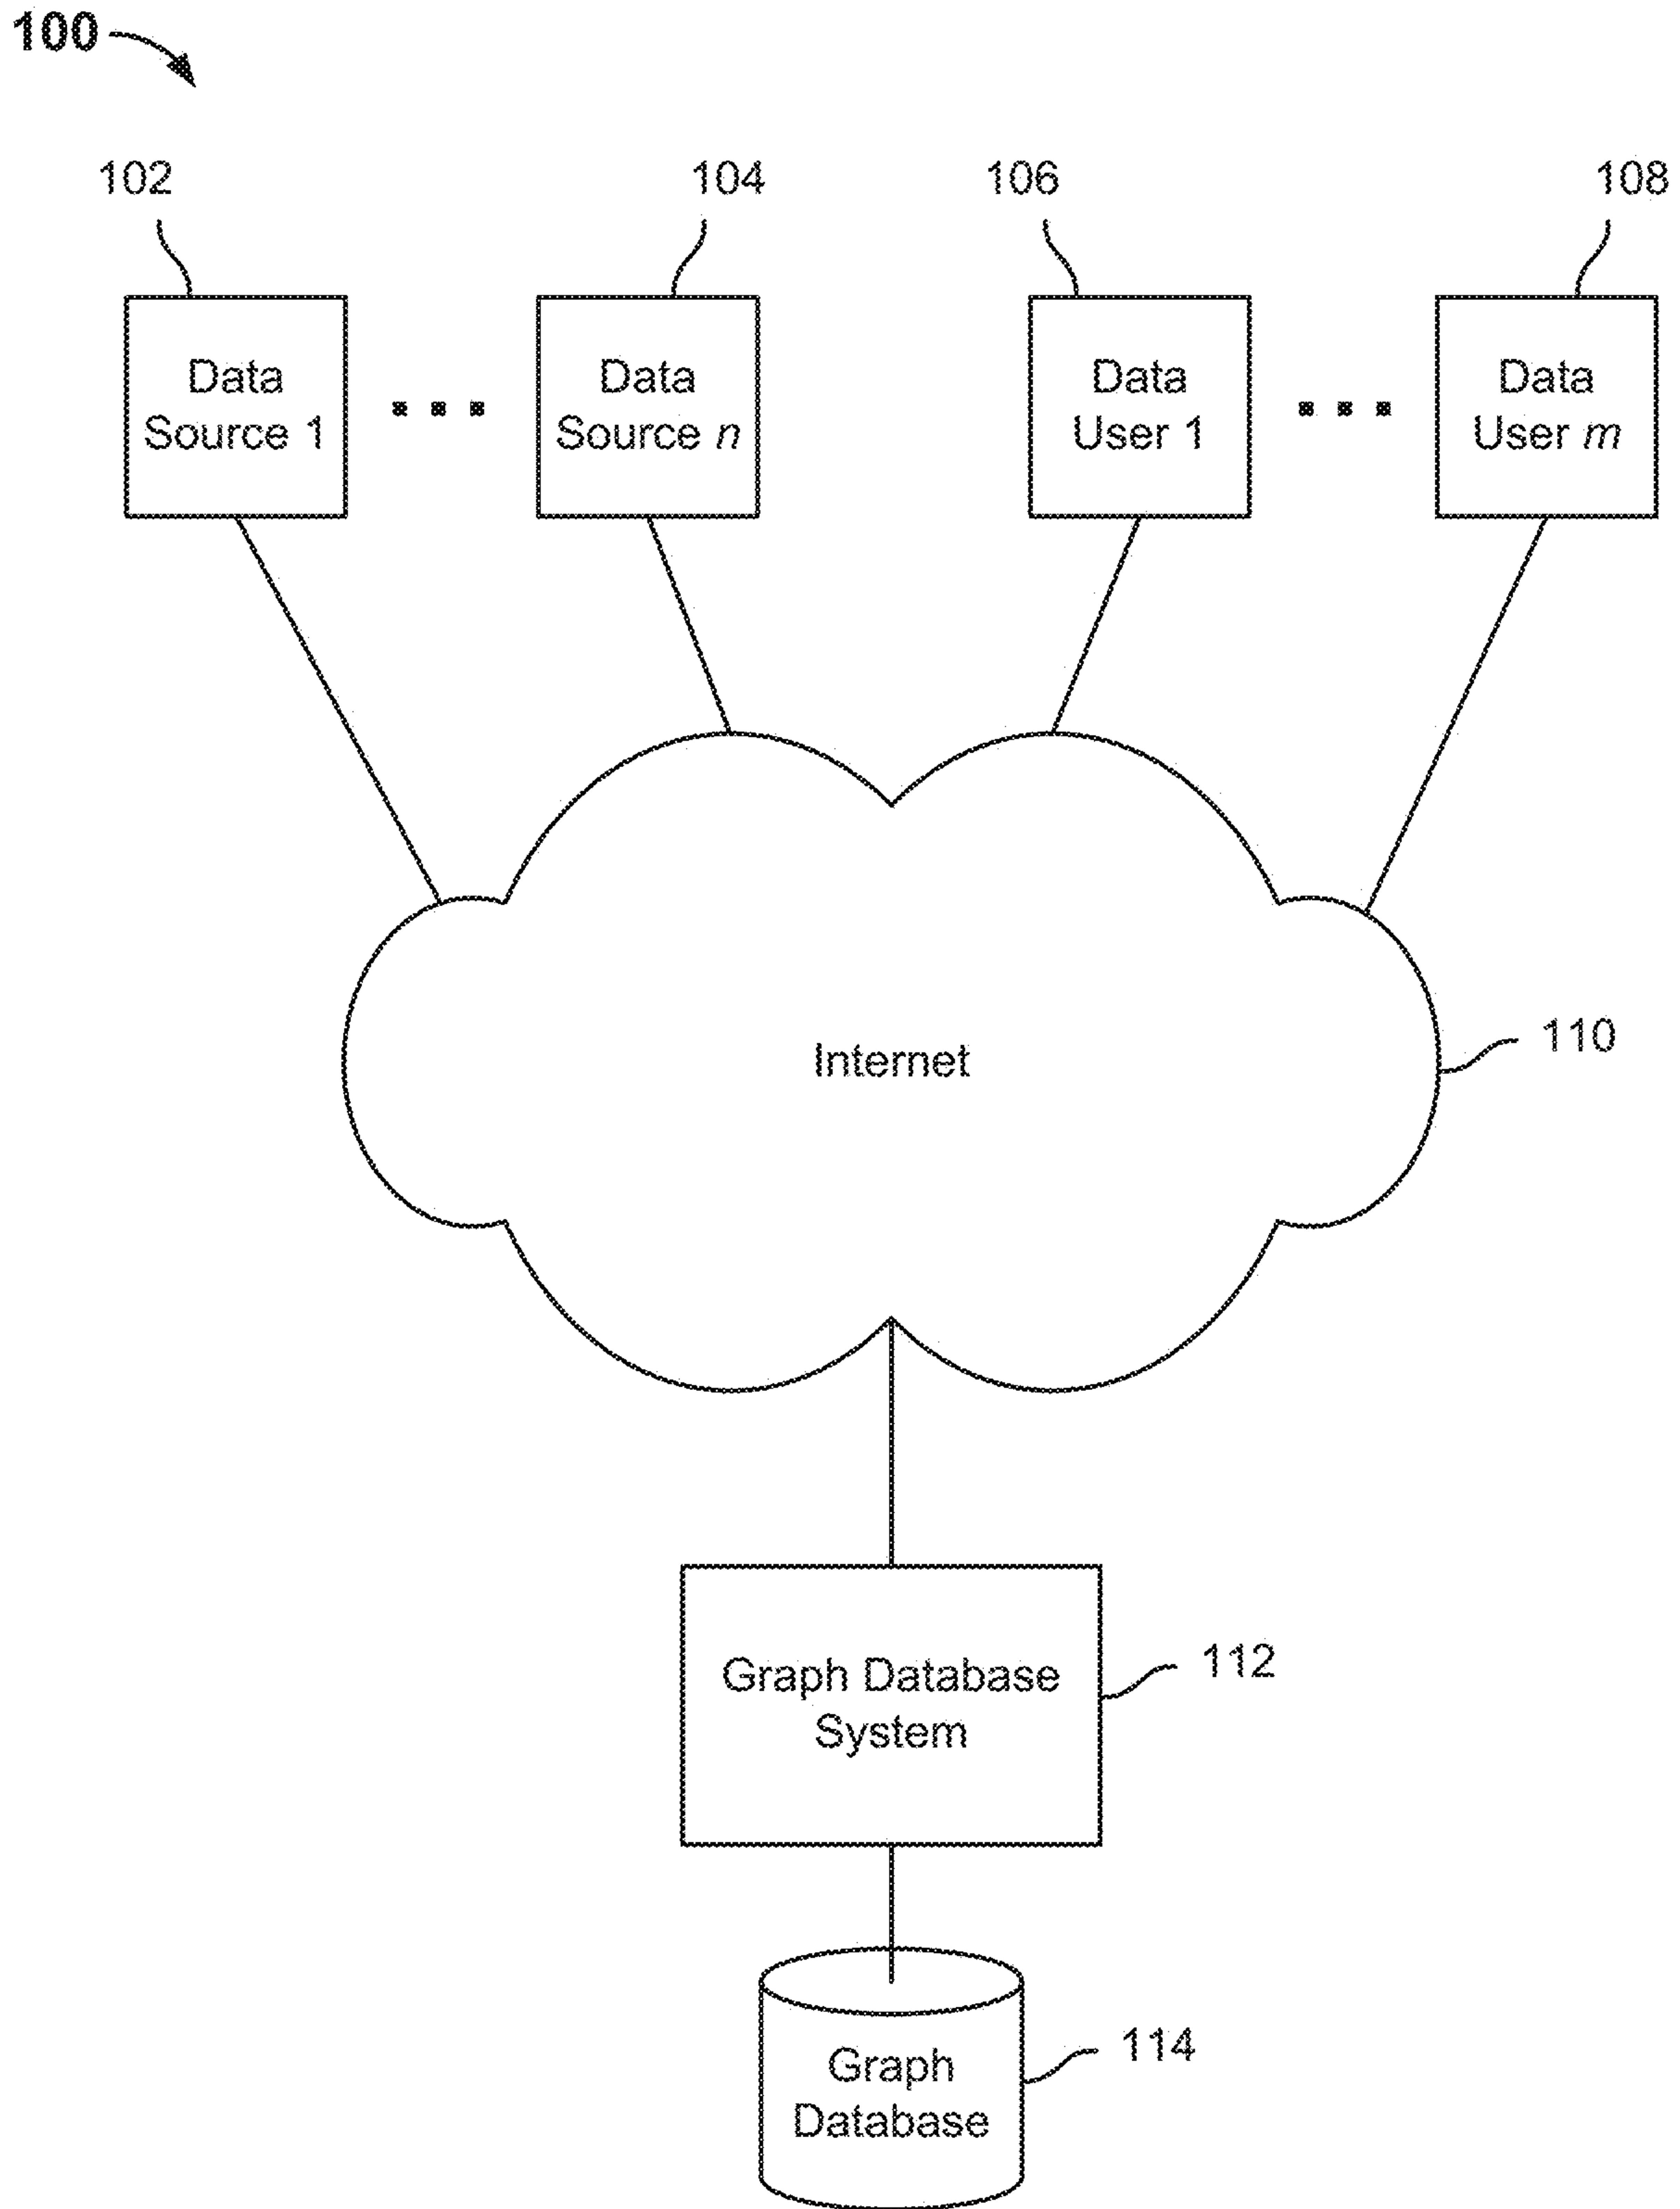 100
102
104
106
108
Data
Source 1
Data
Source n
Data
User 1
Data
User m
Internet
110
Graph Database
System
112
Graph
Database
114